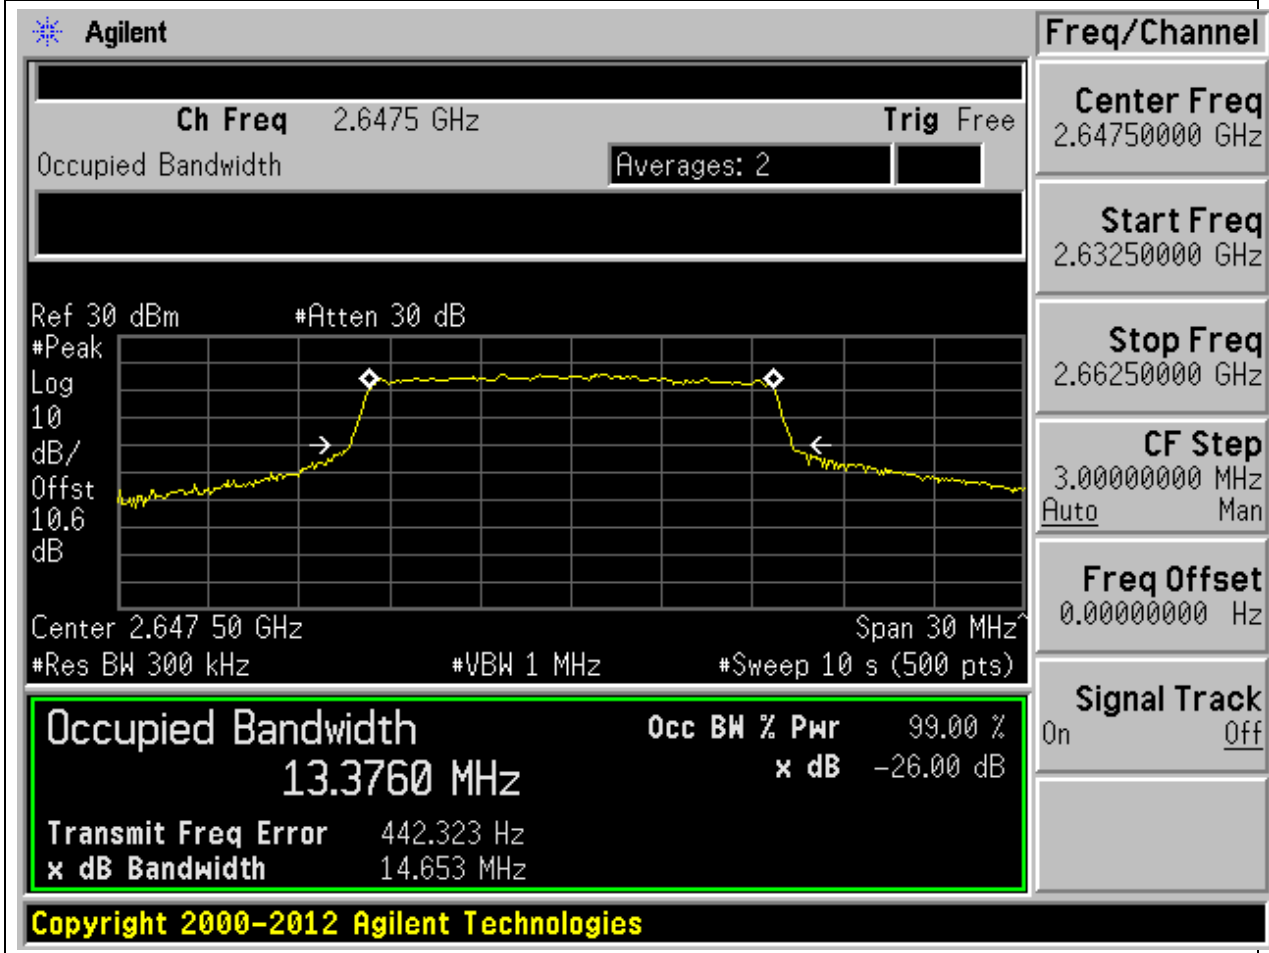 Agilent
Freq/Channel
Ch Freq 2.6475 GHz Trig Free
Occupied Bandwidth Averages: 2
Center Freq
2.64750000 GHz
Start Freq
2.63250000 GHz
Stop Freq
2.66250000 GHz
CF Step
3.00000000 MHz
Auto Man
Freq Offset
0.00000000 Hz
Signal Track
On Off
Ref 30 dBm #Atten 30 dB
#Peak
Log
10
dB/
Offst
10.6
dB
Center 2.647 50 GHz Span 30 MHz^
#Res BW 300 kHz #VBW 1 MHz #Sweep 10 s (500 pts)
Occupied Bandwidth Occ BW % Pwr 99.00 %
13.3760 MHz x dB -26.00 dB
Transmit Freq Error 442.323 Hz
x dB Bandwidth 14.653 MHz
Copyright 2000-2012 Agilent Technologies